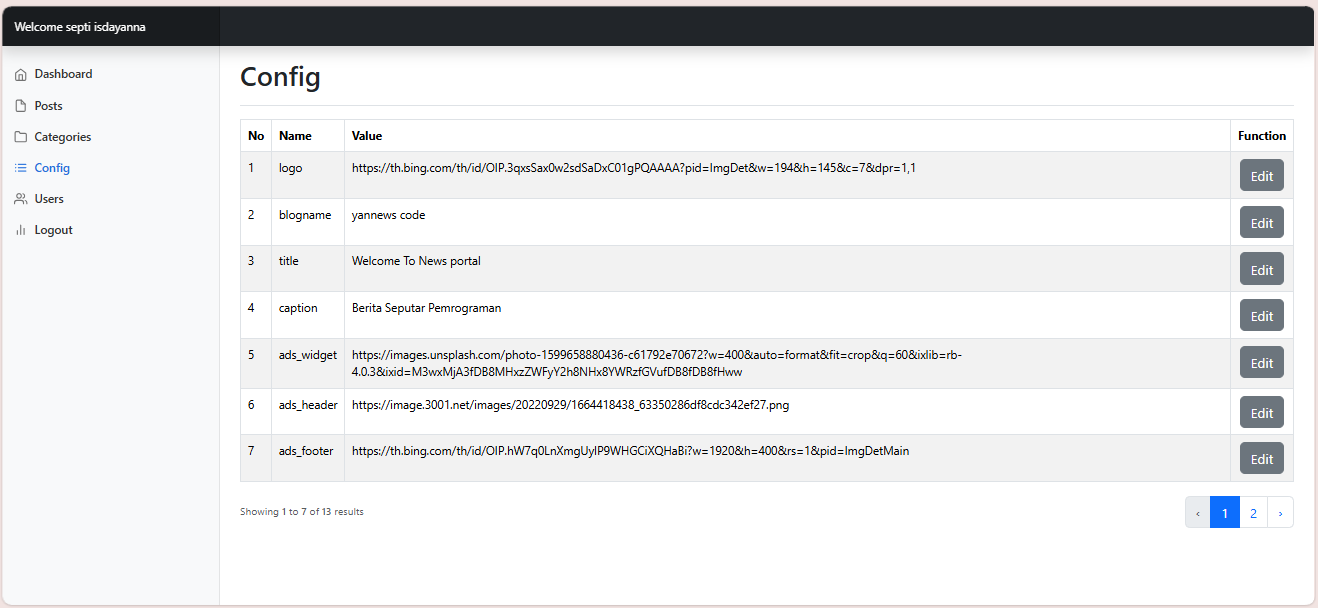 Welcome septi isdayanna
Dashboard
Posts
Categories
Config
Users
Logout
Config
No Name Value Function
1 logo https://th.bing.com/th/id/OIP.3qxsSax0w2sdSaDxC01gPQAAAA?pid=ImgDet&w=194&h=145&c=7&dpr=1,1 Edit
2 blogname yannews code Edit
3 title Welcome To News portal Edit
4 caption Berita Seputar Pemrograman Edit
5 ads_widget https://images.unsplash.com/photo-1599658880436-c61792e70672?w=400&auto=format&fit=crop&q=60&ixlib=rb-
4.0.3&ixid=M3wxMjA3fDB8MHxzZWFyY2h8NHx8YWRzfGVufDB8fDB8fHww Edit
6 ads_header https://image.3001.net/images/20220929/1664418438_63350286df8cdc342ef27.png Edit
7 ads_footer https://th.bing.com/th/id/OIP.hW7q0LnXmgUyIP9WHGCiXQHaBi?w=1920&h=400&rs=1&pid=ImgDetMain Edit
Showing 1 to 7 of 13 results
‹ 1 2 ›